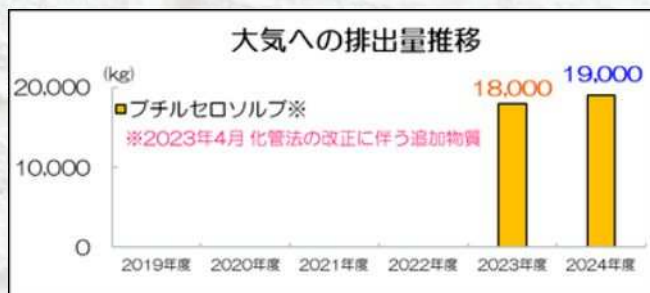 大気への排出量推移
(kg)
20,000
10,000
0
■ブチルセロソルブ※
※2023年4月 化管法の改正に伴う追加物質
18,000
19,000
2019年度 2020年度 2021年度 2022年度 2023年度 2024年度